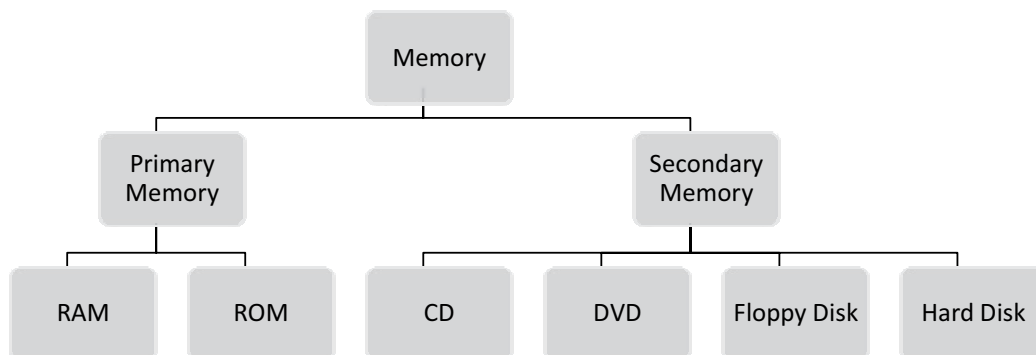 Memory
Primary
Memory
Secondary
Memory
RAM
ROM
CD
DVD
Floppy Disk
Hard Disk